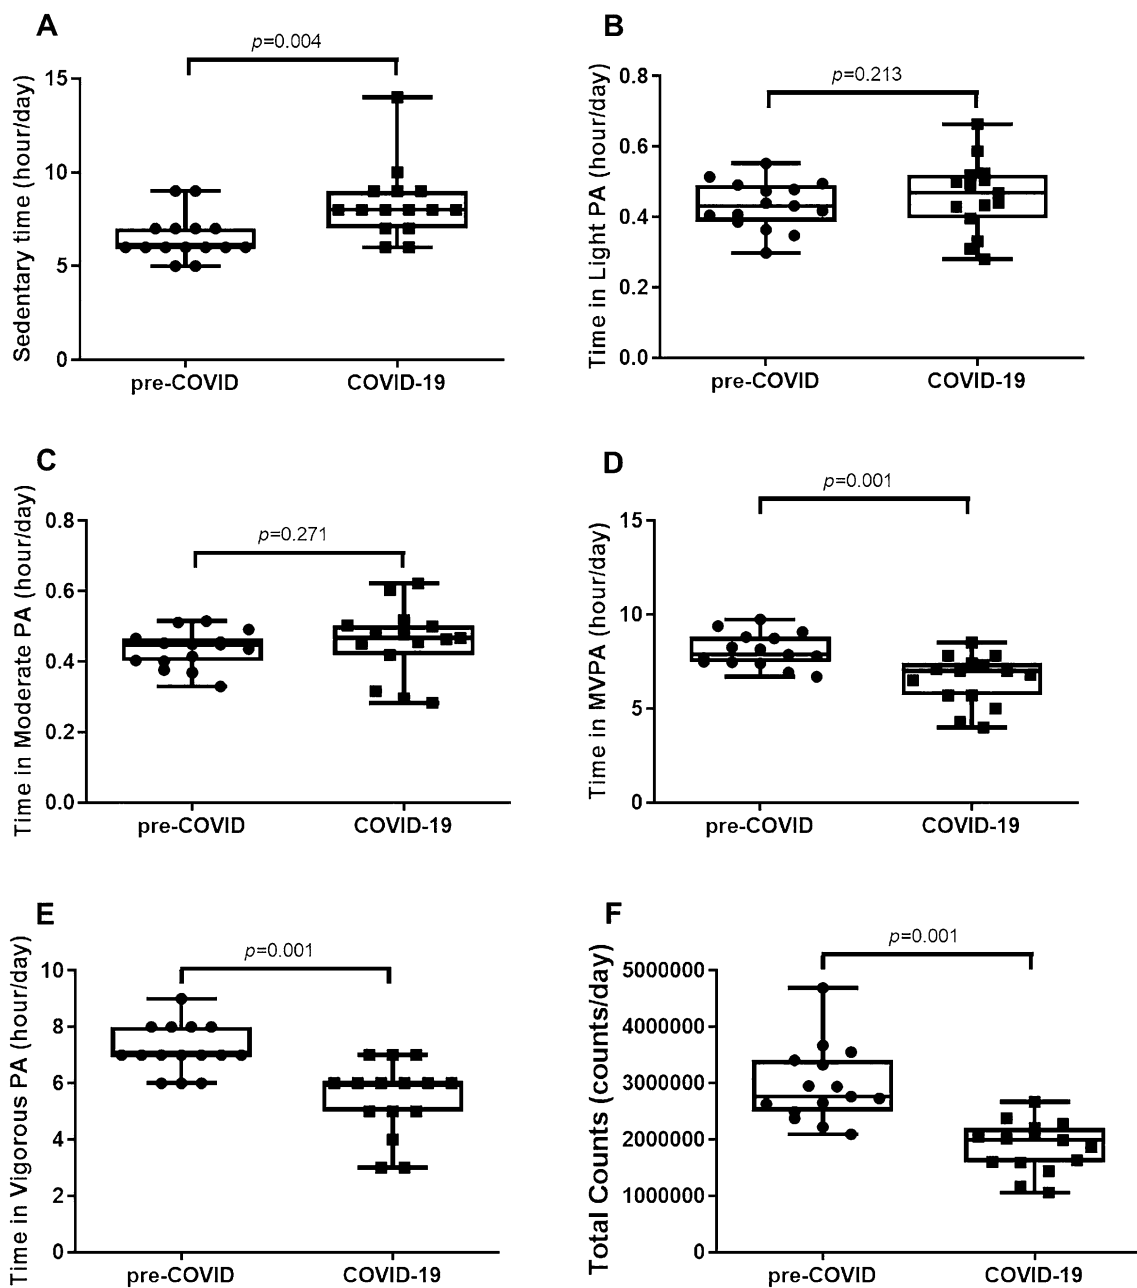 A
p=0.004
Sedentary time (hour/day)
15
10
5
0
pre-COVID
COVID-19
B
p=0.213
Time in Light PA (hour/day)
0.8
0.6
0.4
0.2
0.0
pre-COVID
COVID-19
C
p=0.271
Time in Moderate PA (hour/day)
0.8
0.6
0.4
0.2
0.0
pre-COVID
COVID-19
D
p=0.001
Time in MVPA (hour/day)
15
10
5
0
pre-COVID
COVID-19
E
p=0.001
Time in Vigorous PA (hour/day)
10
8
6
4
2
0
pre-COVID
COVID-19
F
p=0.001
Total Counts (counts/day)
5000000
4000000
3000000
2000000
1000000
0
pre-COVID
COVID-19